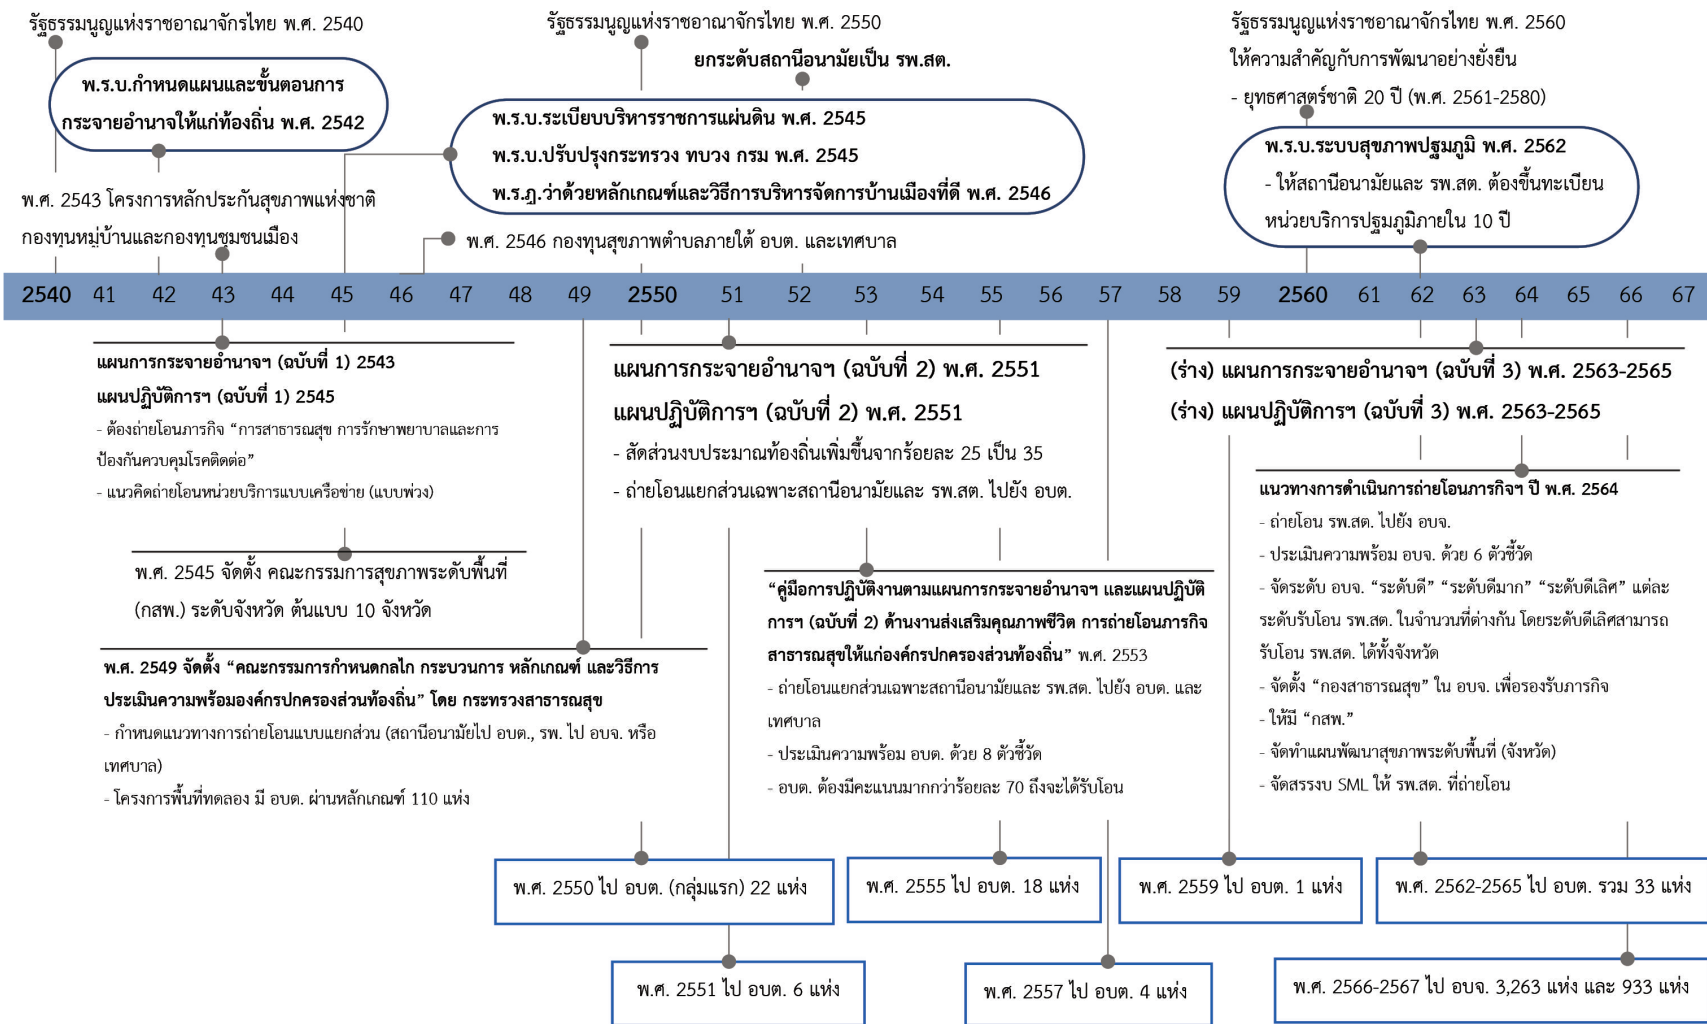 รัฐธรรมนูญแห่งราชอาณาจักรไทย พ.ศ. 2540
พ.ร.บ.กำหนดแผนและขั้นตอนการ
กระจายอำนาจให้แก่ท้องถิ่น พ.ศ. 2542
พ.ศ. 2543 โครงการหลักประกันสุขภาพแห่งชาติ
กองทุนหมู่บ้านและกองทุนชุมชนเมือง
รัฐธรรมนูญแห่งราชอาณาจักรไทย พ.ศ. 2550
ยกระดับสถานีอนามัยเป็น รพ.สต.
พ.ร.บ.ระเบียบบริหารราชการแผ่นดิน พ.ศ. 2545
พ.ร.บ.ปรับปรุงกระทรวง ทบวง กรม พ.ศ. 2545
พ.ร.ฎ.ว่าด้วยหลักเกณฑ์และวิธีการบริหารจัดการบ้านเมืองที่ดี พ.ศ. 2546
พ.ศ. 2546 กองทุนสุขภาพตำบลภายใต้ อบต. และเทศบาล
รัฐธรรมนูญแห่งราชอาณาจักรไทย พ.ศ. 2560
ให้ความสำคัญกับการพัฒนาอย่างยั่งยืน
- ยุทธศาสตร์ชาติ 20 ปี (พ.ศ. 2561-2580)
พ.ร.บ.ระบบสุขภาพปฐมภูมิ พ.ศ. 2562
- ให้สถานีอนามัยและ รพ.สต. ต้องขึ้นทะเบียน
หน่วยบริการปฐมภูมิภายใน 10 ปี
2540 41 42 43 44 45 46 47 48 49 2550 51 52 53 54 55 56 57 58 59 2560 61 62 63 64 65 66 67
แผนการกระจายอำนาจฯ (ฉบับที่ 1) 2543
แผนปฏิบัติการฯ (ฉบับที่ 1) 2545
- ต้องถ่ายโอนภารกิจ “การสาธารณสุข การรักษาพยาบาลและการ
ป้องกันควบคุมโรคติดต่อ”
- แนวคิดถ่ายโอนหน่วยบริการแบบเครือข่าย (แบบพ่วง)
พ.ศ. 2545 จัดตั้ง คณะกรรมการสุขภาพระดับพื้นที่
(กสพ.) ระดับจังหวัด ต้นแบบ 10 จังหวัด
พ.ศ. 2549 จัดตั้ง “คณะกรรมการกำหนดกลไก กระบวนการ หลักเกณฑ์ และวิธีการ
ประเมินความพร้อมองค์กรปกครองส่วนท้องถิ่น” โดย กระทรวงสาธารณสุข
- กำหนดแนวทางการถ่ายโอนแบบแยกส่วน (สถานีอนามัยไป อบต., รพ. ไป อบจ. หรือ
เทศบาล)
- โครงการพื้นที่ทดลอง มี อบต. ผ่านหลักเกณฑ์ 110 แห่ง
แผนการกระจายอำนาจฯ (ฉบับที่ 2) พ.ศ. 2551
แผนปฏิบัติการฯ (ฉบับที่ 2) พ.ศ. 2551
- สัดส่วนงบประมาณท้องถิ่นเพิ่มขึ้นจากร้อยละ 25 เป็น 35
- ถ่ายโอนแยกส่วนเฉพาะสถานีอนามัยและ รพ.สต. ไปยัง อบต.
“คู่มือการปฏิบัติงานตามแผนการกระจายอำนาจฯ และแผนปฏิบัติ
การฯ (ฉบับที่ 2) ด้านงานส่งเสริมคุณภาพชีวิต การถ่ายโอนภารกิจ
สาธารณสุขให้แก่องค์กรปกครองส่วนท้องถิ่น” พ.ศ. 2553
- ถ่ายโอนแยกส่วนเฉพาะสถานีอนามัยและ รพ.สต. ไปยัง อบต. และ
เทศบาล
- ประเมินความพร้อม อบต. ด้วย 8 ตัวชี้วัด
- อบต. ต้องมีคะแนนมากกว่าร้อยละ 70 ถึงจะได้รับโอน
(ร่าง) แผนการกระจายอำนาจฯ (ฉบับที่ 3) พ.ศ. 2563-2565
(ร่าง) แผนปฏิบัติการฯ (ฉบับที่ 3) พ.ศ. 2563-2565
แนวทางการดำเนินการถ่ายโอนภารกิจฯ ปี พ.ศ. 2564
- ถ่ายโอน รพ.สต. ไปยัง อบจ.
- ประเมินความพร้อม อบจ. ด้วย 6 ตัวชี้วัด
- จัดระดับ อบจ. “ระดับดี” “ระดับดีมาก” “ระดับดีเลิศ” แต่ละ
ระดับรับโอน รพ.สต. ในจำนวนที่ต่างกัน โดยระดับดีเลิศสามารถ
รับโอน รพ.สต. ได้ทั้งจังหวัด
- จัดตั้ง “กองสาธารณสุข” ใน อบจ. เพื่อรองรับภารกิจ
- ให้มี “กสพ.”
- จัดทำแผนพัฒนาสุขภาพระดับพื้นที่ (จังหวัด)
- จัดสรรงบ SML ให้ รพ.สต. ที่ถ่ายโอน
พ.ศ. 2550 ไป อบต. (กลุ่มแรก) 22 แห่ง
พ.ศ. 2555 ไป อบต. 18 แห่ง
พ.ศ. 2559 ไป อบต. 1 แห่ง
พ.ศ. 2562-2565 ไป อบต. รวม 33 แห่ง
พ.ศ. 2551 ไป อบต. 6 แห่ง
พ.ศ. 2557 ไป อบต. 4 แห่ง
พ.ศ. 2566-2567 ไป อบจ. 3,263 แห่ง และ 933 แห่ง